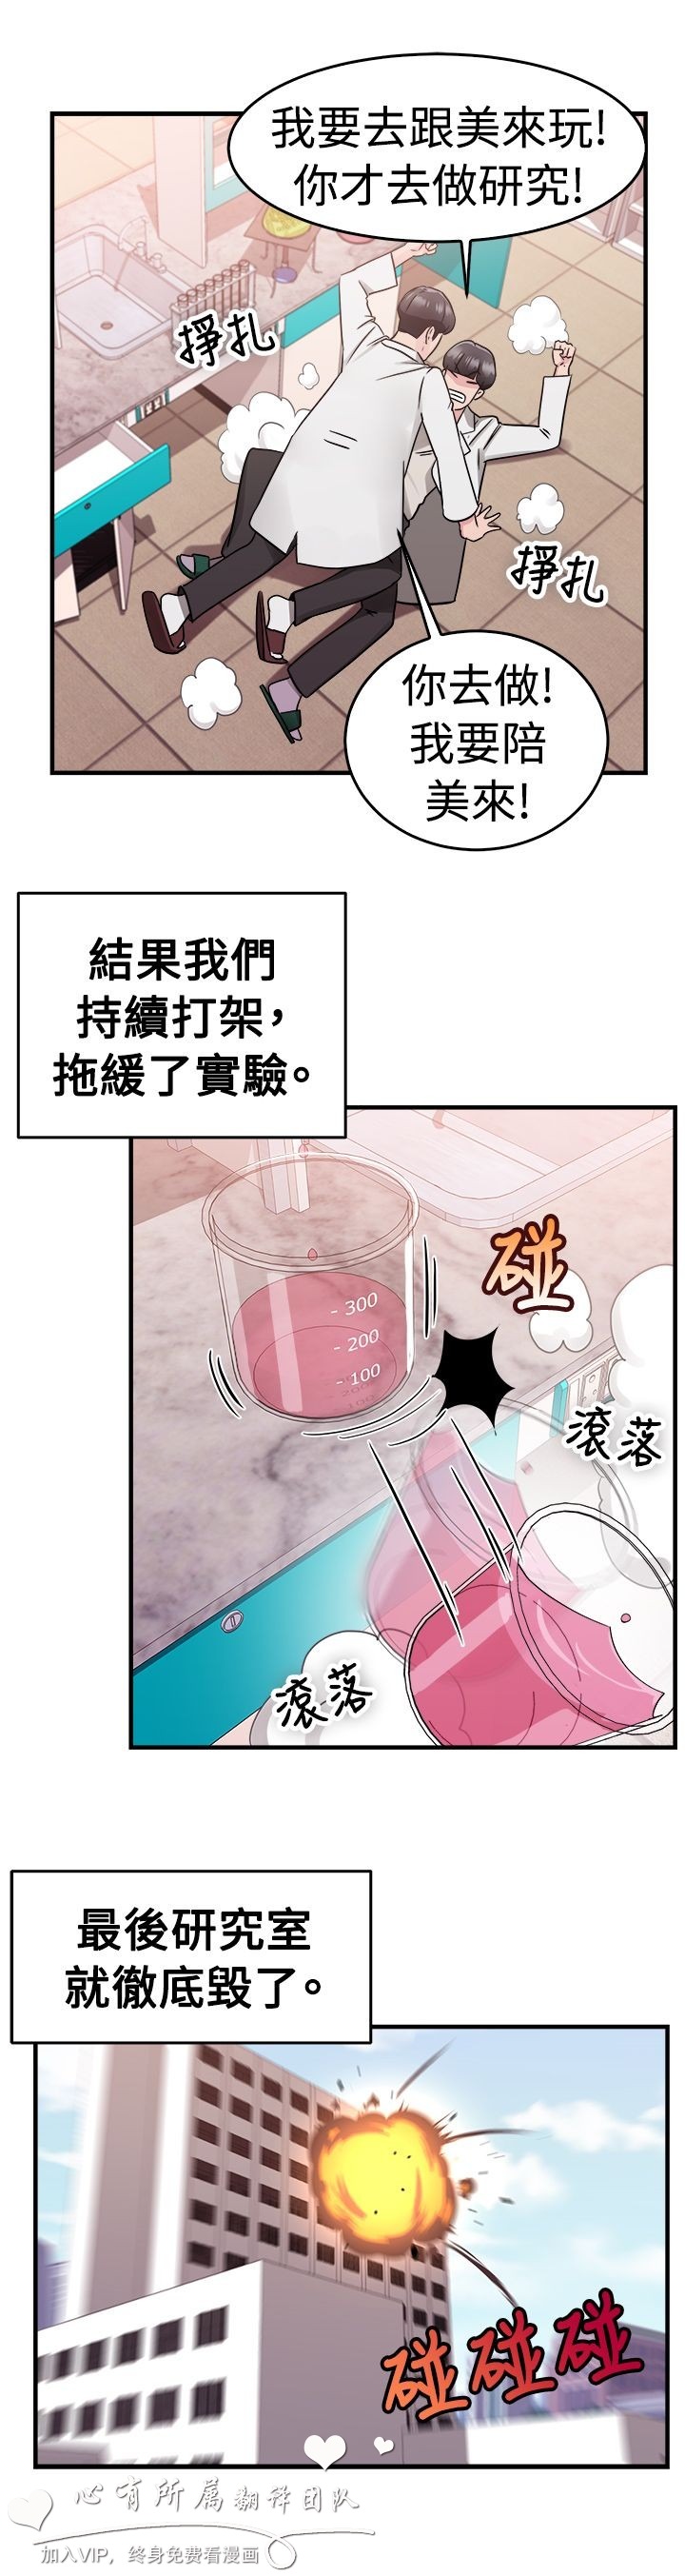 我要去跟美來玩!
你才去做研究!
掙扎
掙扎
你去做!
我要陪
美來!
結果我們
持續打架，
拖緩了實驗。
碰
- 300
- 200
- 100
滾落
滾落
最後研究室
就徹底毀了。
碰碰碰
心有所属翻译团队
加入VIP，终身免费看漫画